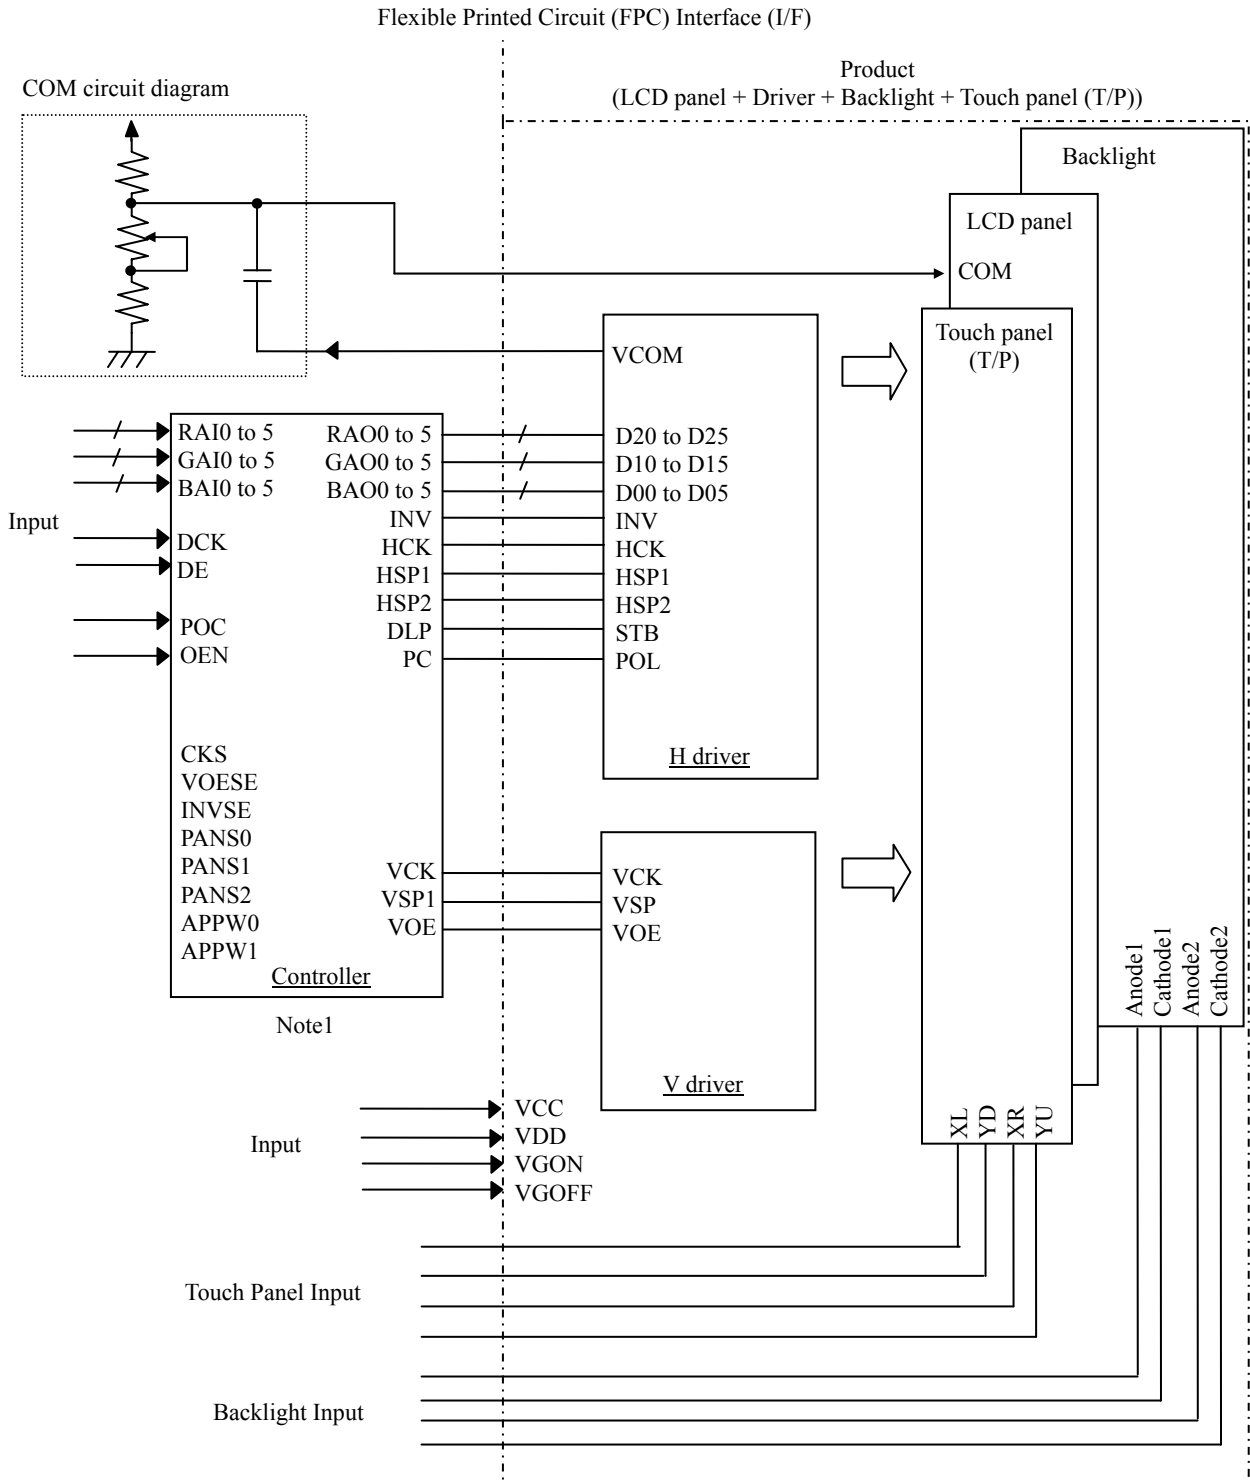 Flexible Printed Circuit (FPC) Interface (I/F)
Product
(LCD panel + Driver + Backlight + Touch panel (T/P))
COM circuit diagram
Backlight
LCD panel
COM
Touch panel
(T/P)
VCOM
RAI0 to 5
GAI0 to 5
BAI0 to 5
Input
DCK
DE
POC
OEN
CKS
VOESE
INVSE
PANS0
PANS1
PANS2
APPW0
APPW1
RAO0 to 5
GAO0 to 5
BAO0 to 5
INV
HCK
HSP1
HSP2
DLP
PC
VCK
VSP1
VOE
Controller
Note1
D20 to D25
D10 to D15
D00 to D05
INV
HCK
HSP1
HSP2
STB
POL
H driver
VCK
VSP
VOE
V driver
Anode1
Cathode1
Anode2
Cathode2
XL
YD
XR
YU
Input
VCC
VDD
VGON
VGOFF
Touch Panel Input
Backlight Input